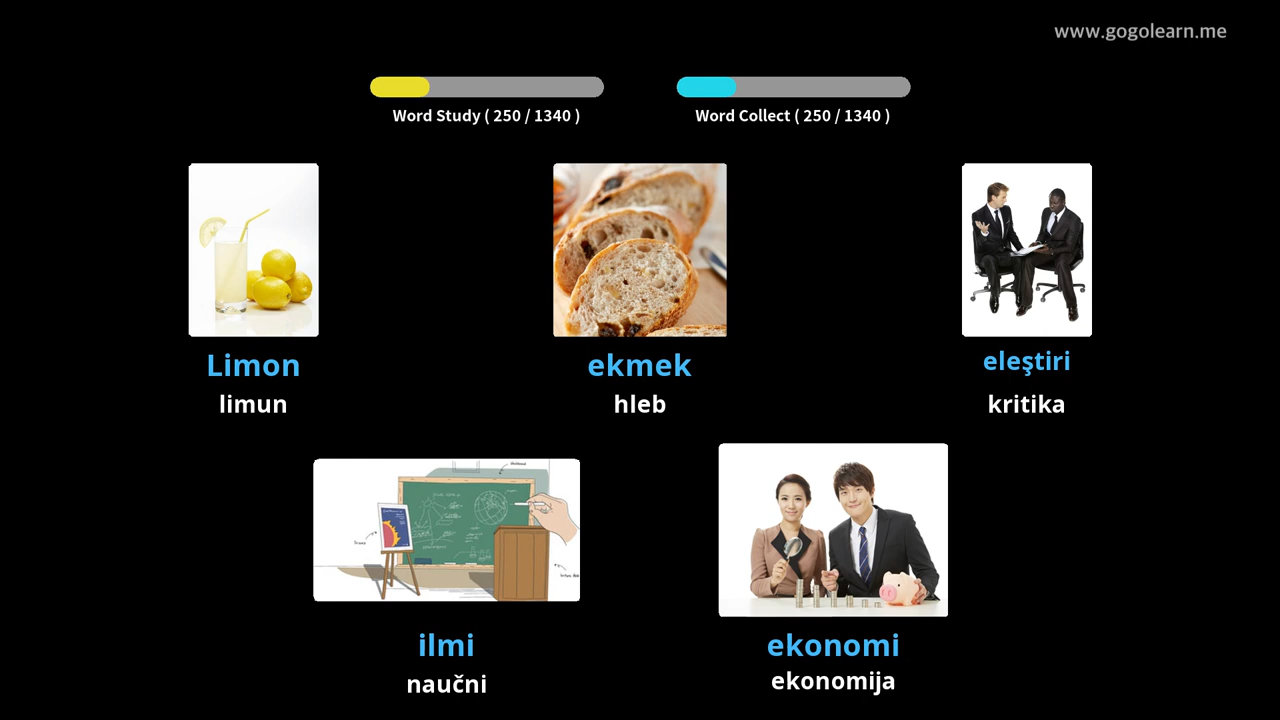 www.gogolearn.me
Word Study ( 250 / 1340 )
Word Collect ( 250 / 1340 )
Limon
limun
ekmek
hleb
eleştiri
kritika
ilmi
naučni
ekonomi
ekonomija